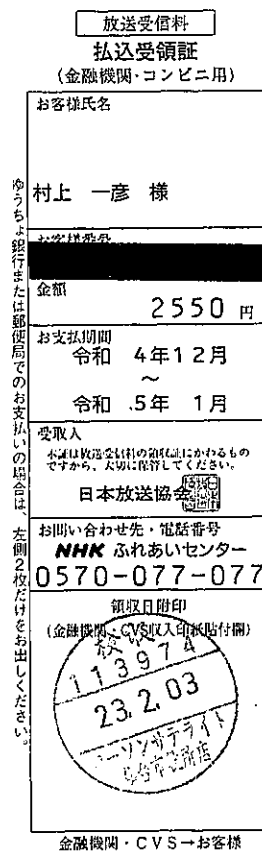 放送受信料
払込受領証
(金融機関･コンビニ用)
お客様氏名
村上 一彦 様
お客様番号
金額
2550 円
お支払期間
令和 4年12月
~
令和 .5年 1月
受取人
本証は放送受信料の領収証にかわるもの
ですから、大切に保管してください。
日本放送協会
お問い合わせ先・電話番号
NHK ふれあいセンター
0570-077-077
領収日附印
(金融機関・CVS収入印紙貼付欄)
113974
23.2.03
ゆうちょ銀行または郵便局でのお支払いの場合は、左側2枚だけをお出しください。
金融機関・CVS→お客様